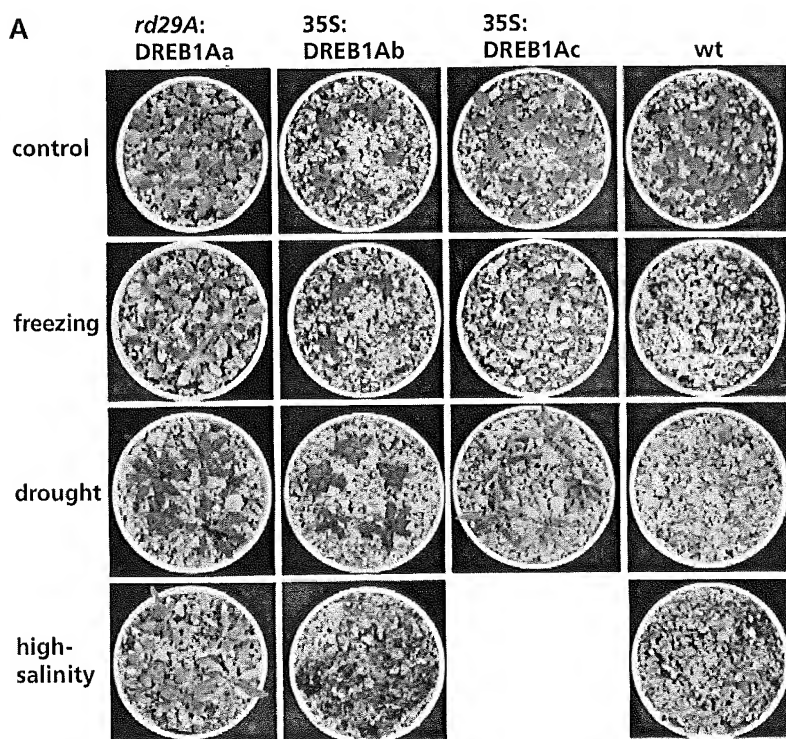 A
rd29A:
DREB1Aa
35S:
DREB1Ab
35S:
DREB1Ac
wt
control
freezing
drought
high-
salinity